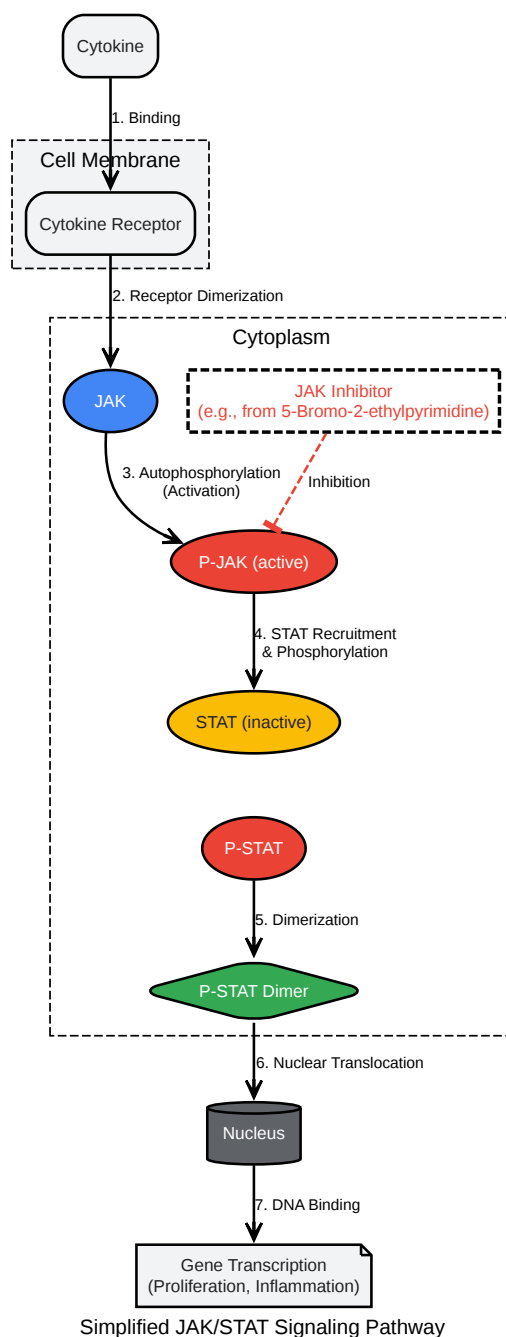 Cytokine
1. Binding
Cell Membrane
Cytokine Receptor
2. Receptor Dimerization
Cytoplasm
JAK
JAK Inhibitor
(e.g., from 5-Bromo-2-ethylpyrimidine)
3. Autophosphorylation
(Activation)
Inhibition
P-JAK (active)
4. STAT Recruitment
& Phosphorylation
STAT (inactive)
P-STAT
5. Dimerization
P-STAT Dimer
6. Nuclear Translocation
Nucleus
7. DNA Binding
Gene Transcription
(Proliferation, Inflammation)
Simplified JAK/STAT Signaling Pathway